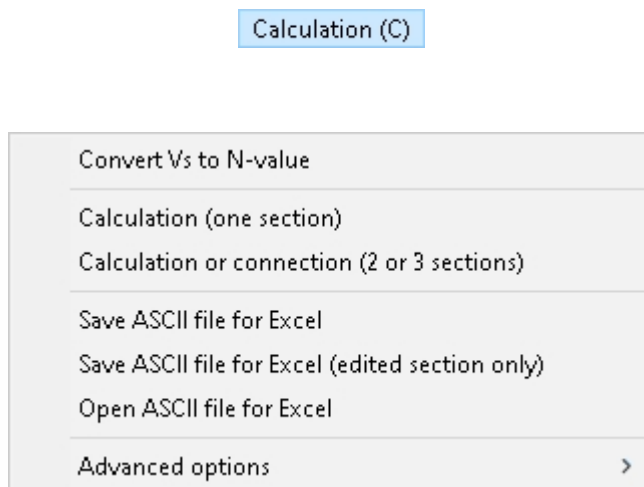 Calculation (C)
Convert Vs to N-value
Calculation (one section)
Calculation or connection (2 or 3 sections)
Save ASCII file for Excel
Save ASCII file for Excel (edited section only)
Open ASCII file for Excel
Advanced options